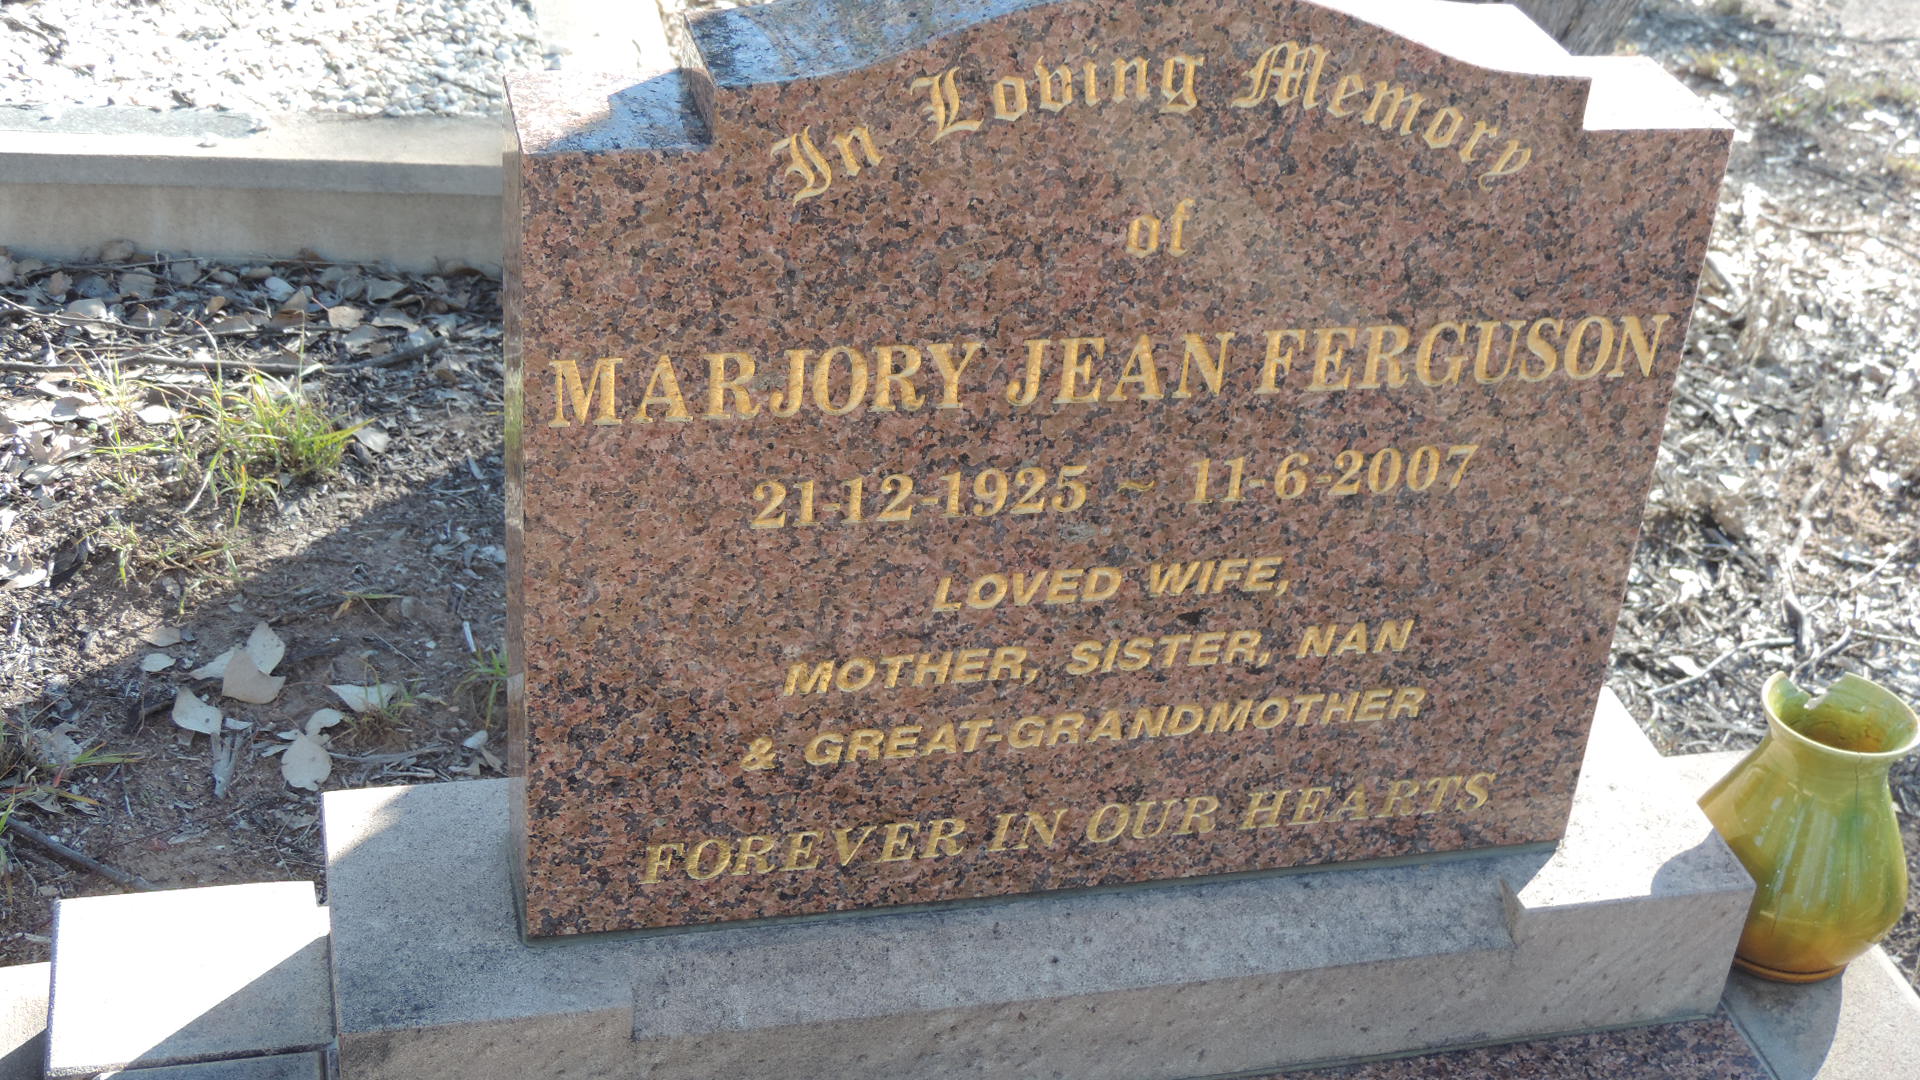 In Loving Memory
of
MARJORY JEAN FERGUSON
21-12-1925 ~ 11-6-2007
LOVED WIFE,
MOTHER, SISTER, NAN
& GREAT-GRANDMOTHER
FOREVER IN OUR HEARTS